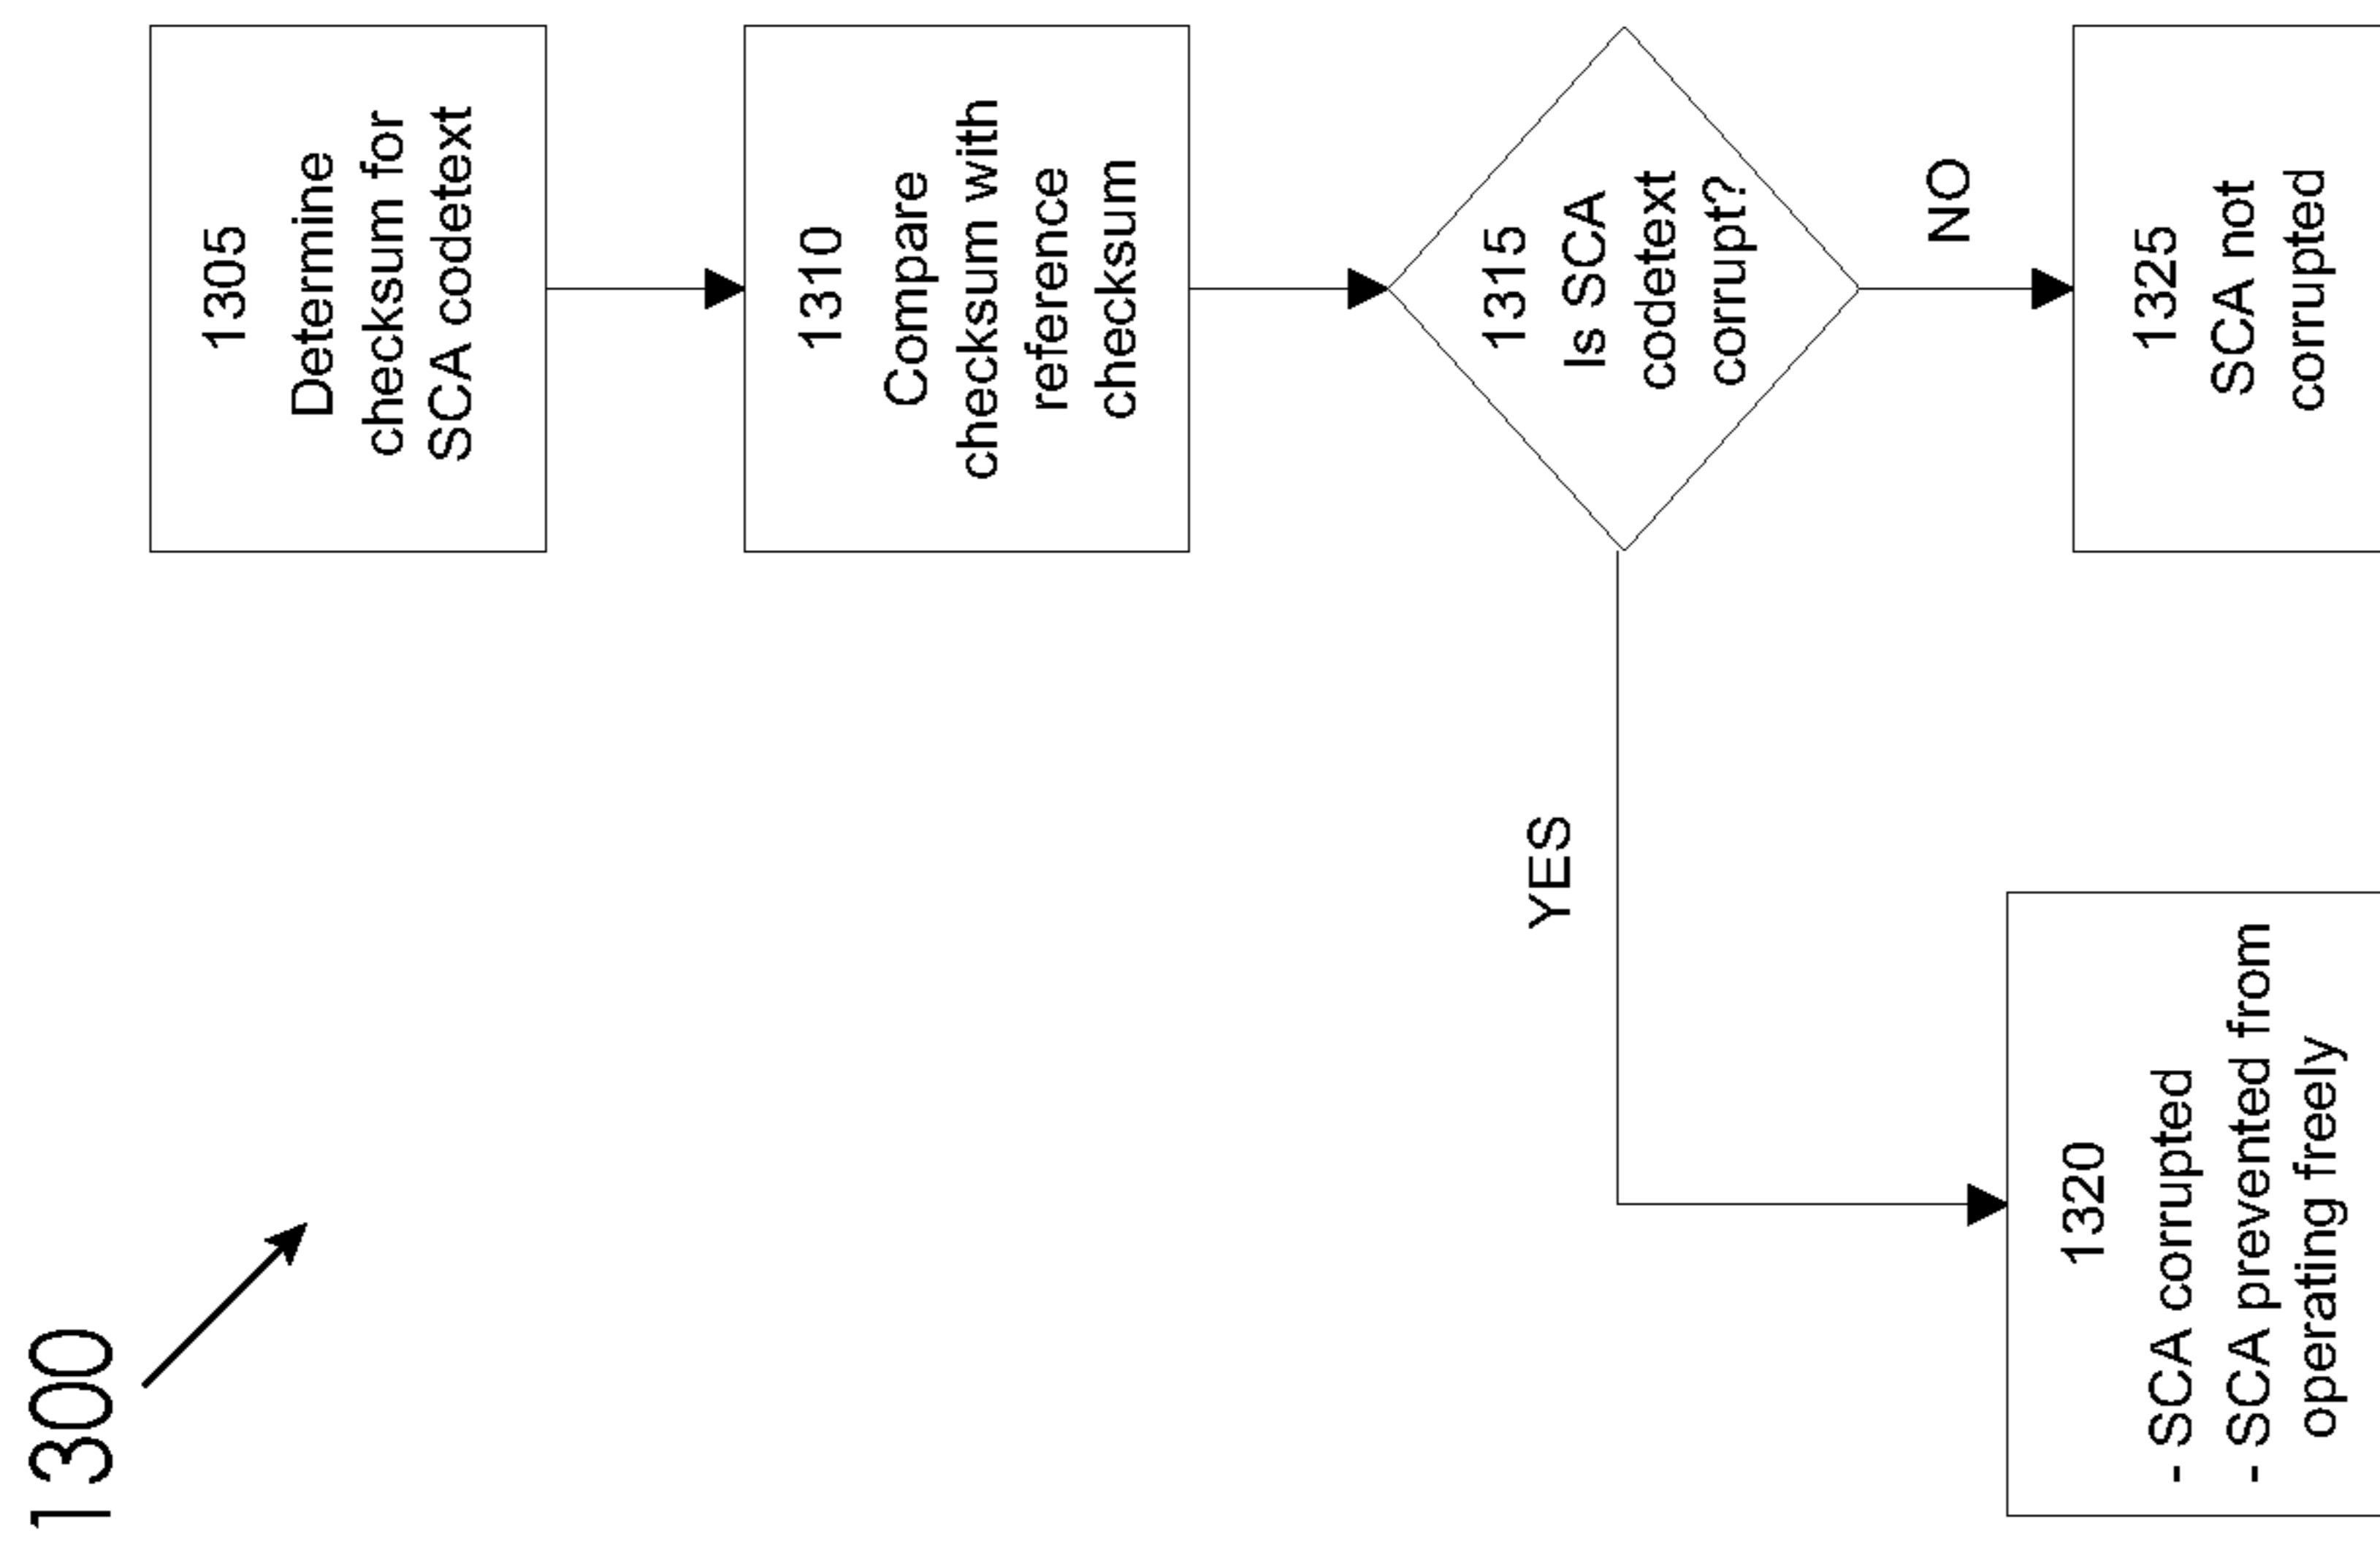 1300
1305
Determine
checksum for
SCA codetext
1310
Compare
checksum with
reference
checksum
1315
Is SCA
codetext
corrupt?
YES
NO
1320
- SCA corrupted
- SCA prevented from
operating freely
1325
SCA not
corrupted